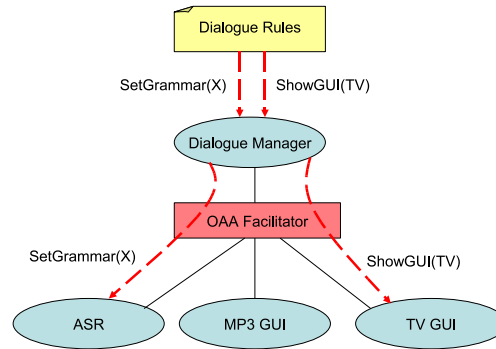 Dialogue Rules
SetGrammar(X)
ShowGUI(TV)
Dialogue Manager
OAA Facilitator
SetGrammar(X)
ShowGUI(TV)
ASR
MP3 GUI
TV GUI